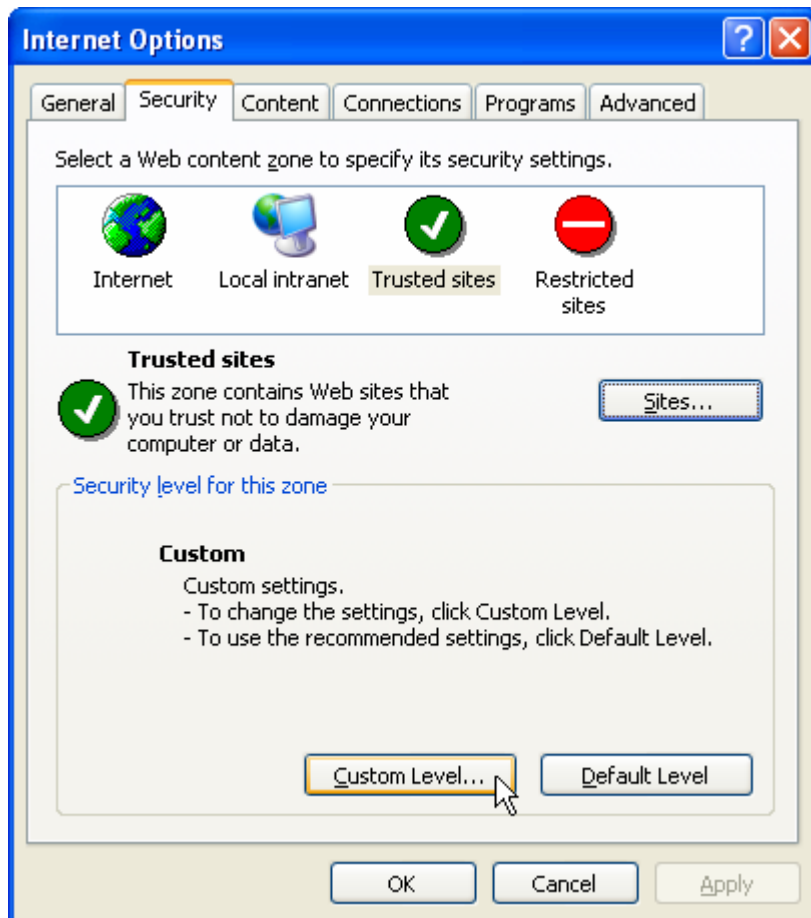 Internet Options
General Security Content Connections Programs Advanced
Select a Web content zone to specify its security settings.
Internet Local intranet Trusted sites Restricted
sites
Trusted sites
This zone contains Web sites that
you trust not to damage your
computer or data.
Sites...
Security level for this zone
Custom
Custom settings.
- To change the settings, click Custom Level.
- To use the recommended settings, click Default Level.
Custom Level... Default Level
OK Cancel Apply